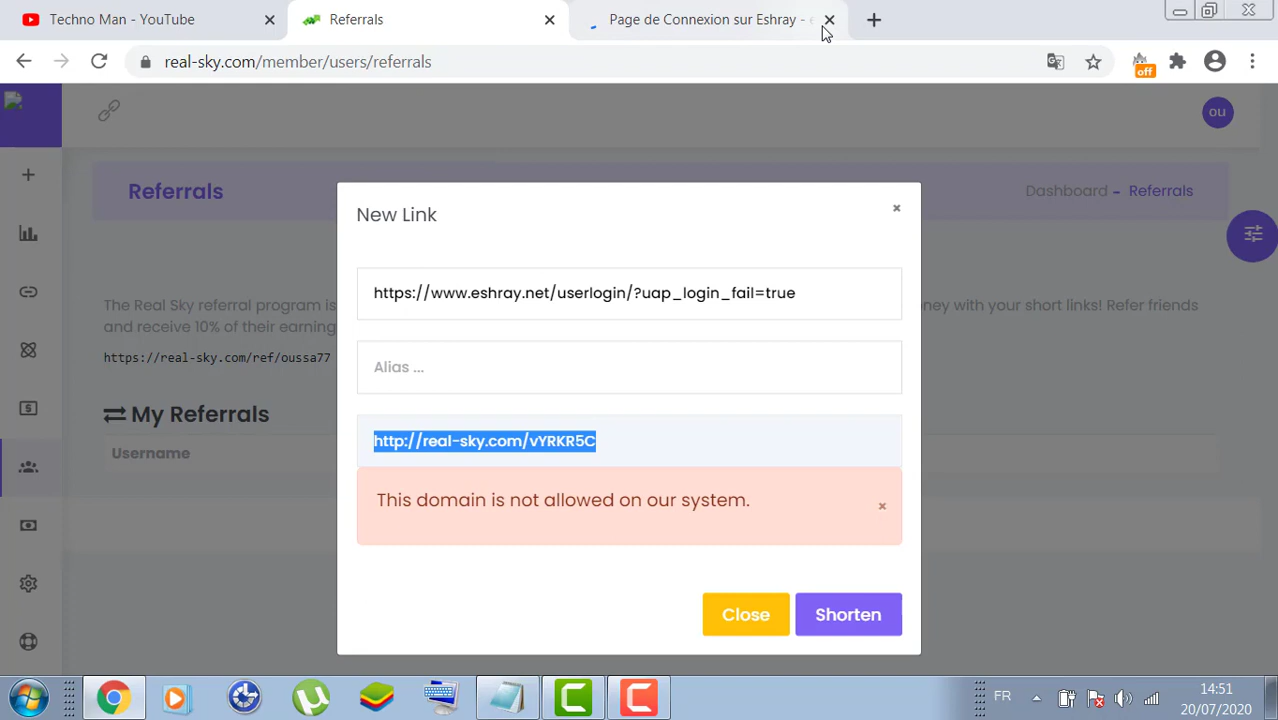 Techno Man - YouTube
Referrals
Page de Connexion sur Eshray -
real-sky.com/member/users/referrals
off
OU
Referrals
Dashboard - Referrals
New Link
https://www.eshray.net/userlogin/?uap_login_fail=true
The Real Sky referral program is
ney with your short links! Refer friends
and receive 10% of their earning
https://real-sky.com/ref/oussa77
Alias ...
My Referrals
http://real-sky.com/vYRKR5C
Username
This domain is not allowed on our system.
Close
Shorten
FR
14:51
20/07/2020